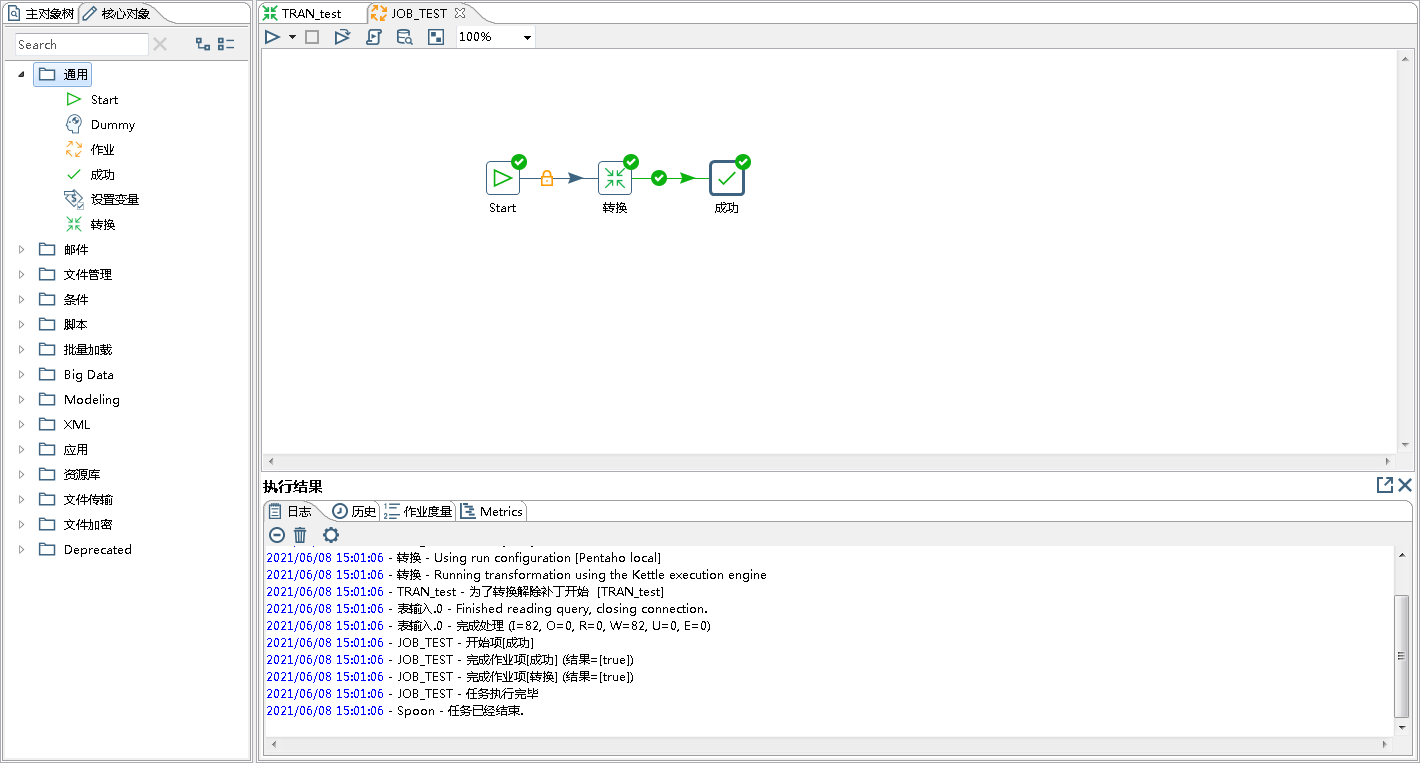 主对象树 核心对象
Search
通用
Start
Dummy
作业
成功
设置变量
转换
邮件
文件管理
条件
脚本
批量加载
Big Data
Modeling
XML
应用
资源库
文件传输
文件加密
Deprecated
TRAN_test JOB_TEST
100%
Start 转换 成功
执行结果
日志 历史 作业度量 Metrics
2021/06/08 15:01:06 - 转换 - Using run configuration [Pentaho local]
2021/06/08 15:01:06 - 转换 - Running transformation using the Kettle execution engine
2021/06/08 15:01:06 - TRAN_test - 为了转换解除补丁开始 [TRAN_test]
2021/06/08 15:01:06 - 表输入.0 - Finished reading query, closing connection.
2021/06/08 15:01:06 - 表输入.0 - 完成处理 (I=82, O=0, R=0, W=82, U=0, E=0)
2021/06/08 15:01:06 - JOB_TEST - 开始项[成功]
2021/06/08 15:01:06 - JOB_TEST - 完成作业项[成功] (结果=[true])
2021/06/08 15:01:06 - JOB_TEST - 完成作业项[转换] (结果=[true])
2021/06/08 15:01:06 - JOB_TEST - 任务执行完毕
2021/06/08 15:01:06 - Spoon - 任务已经结束.